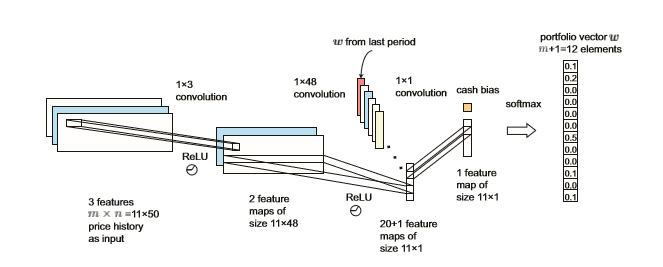 portfolio vector w
m+1=12 elements
w from last period
1×3
convolution
1×48
convolution
1×1
convolution
cash bias
softmax
ReLU
ReLU
3 features
m × n =11×50
price history
as input
2 feature
maps of
size 11×48
20+1 feature
maps of
size 11×1
1 feature
map of
size 11×1
0.1
0.2
0.0
0.0
0.0
0.0
0.5
0.0
0.0
0.1
0.0
0.1